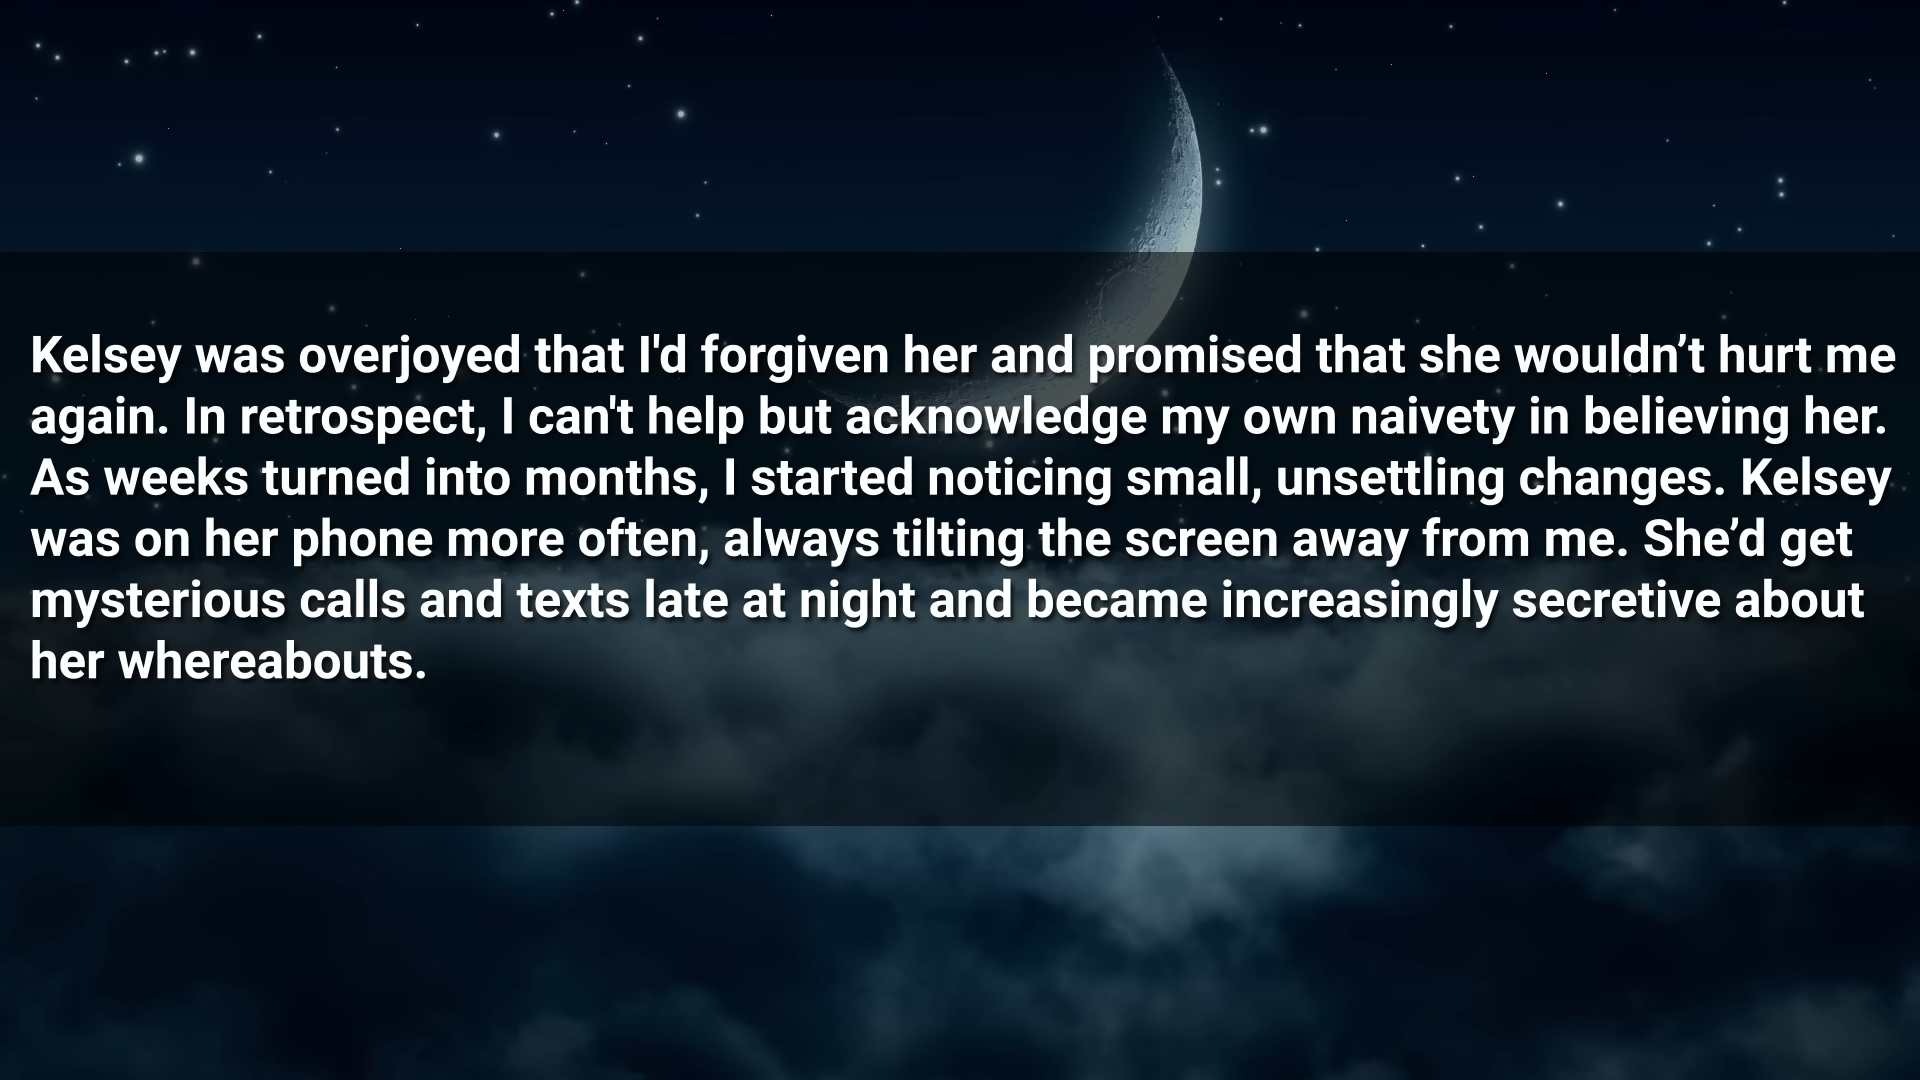 Kelsey was overjoyed that I'd forgiven her and promised that she wouldn’t hurt me
again. In retrospect, I can't help but acknowledge my own naivety in believing her.
As weeks turned into months, I started noticing small, unsettling changes. Kelsey
was on her phone more often, always tilting the screen away from me. She’d get
mysterious calls and texts late at night and became increasingly secretive about
her whereabouts.